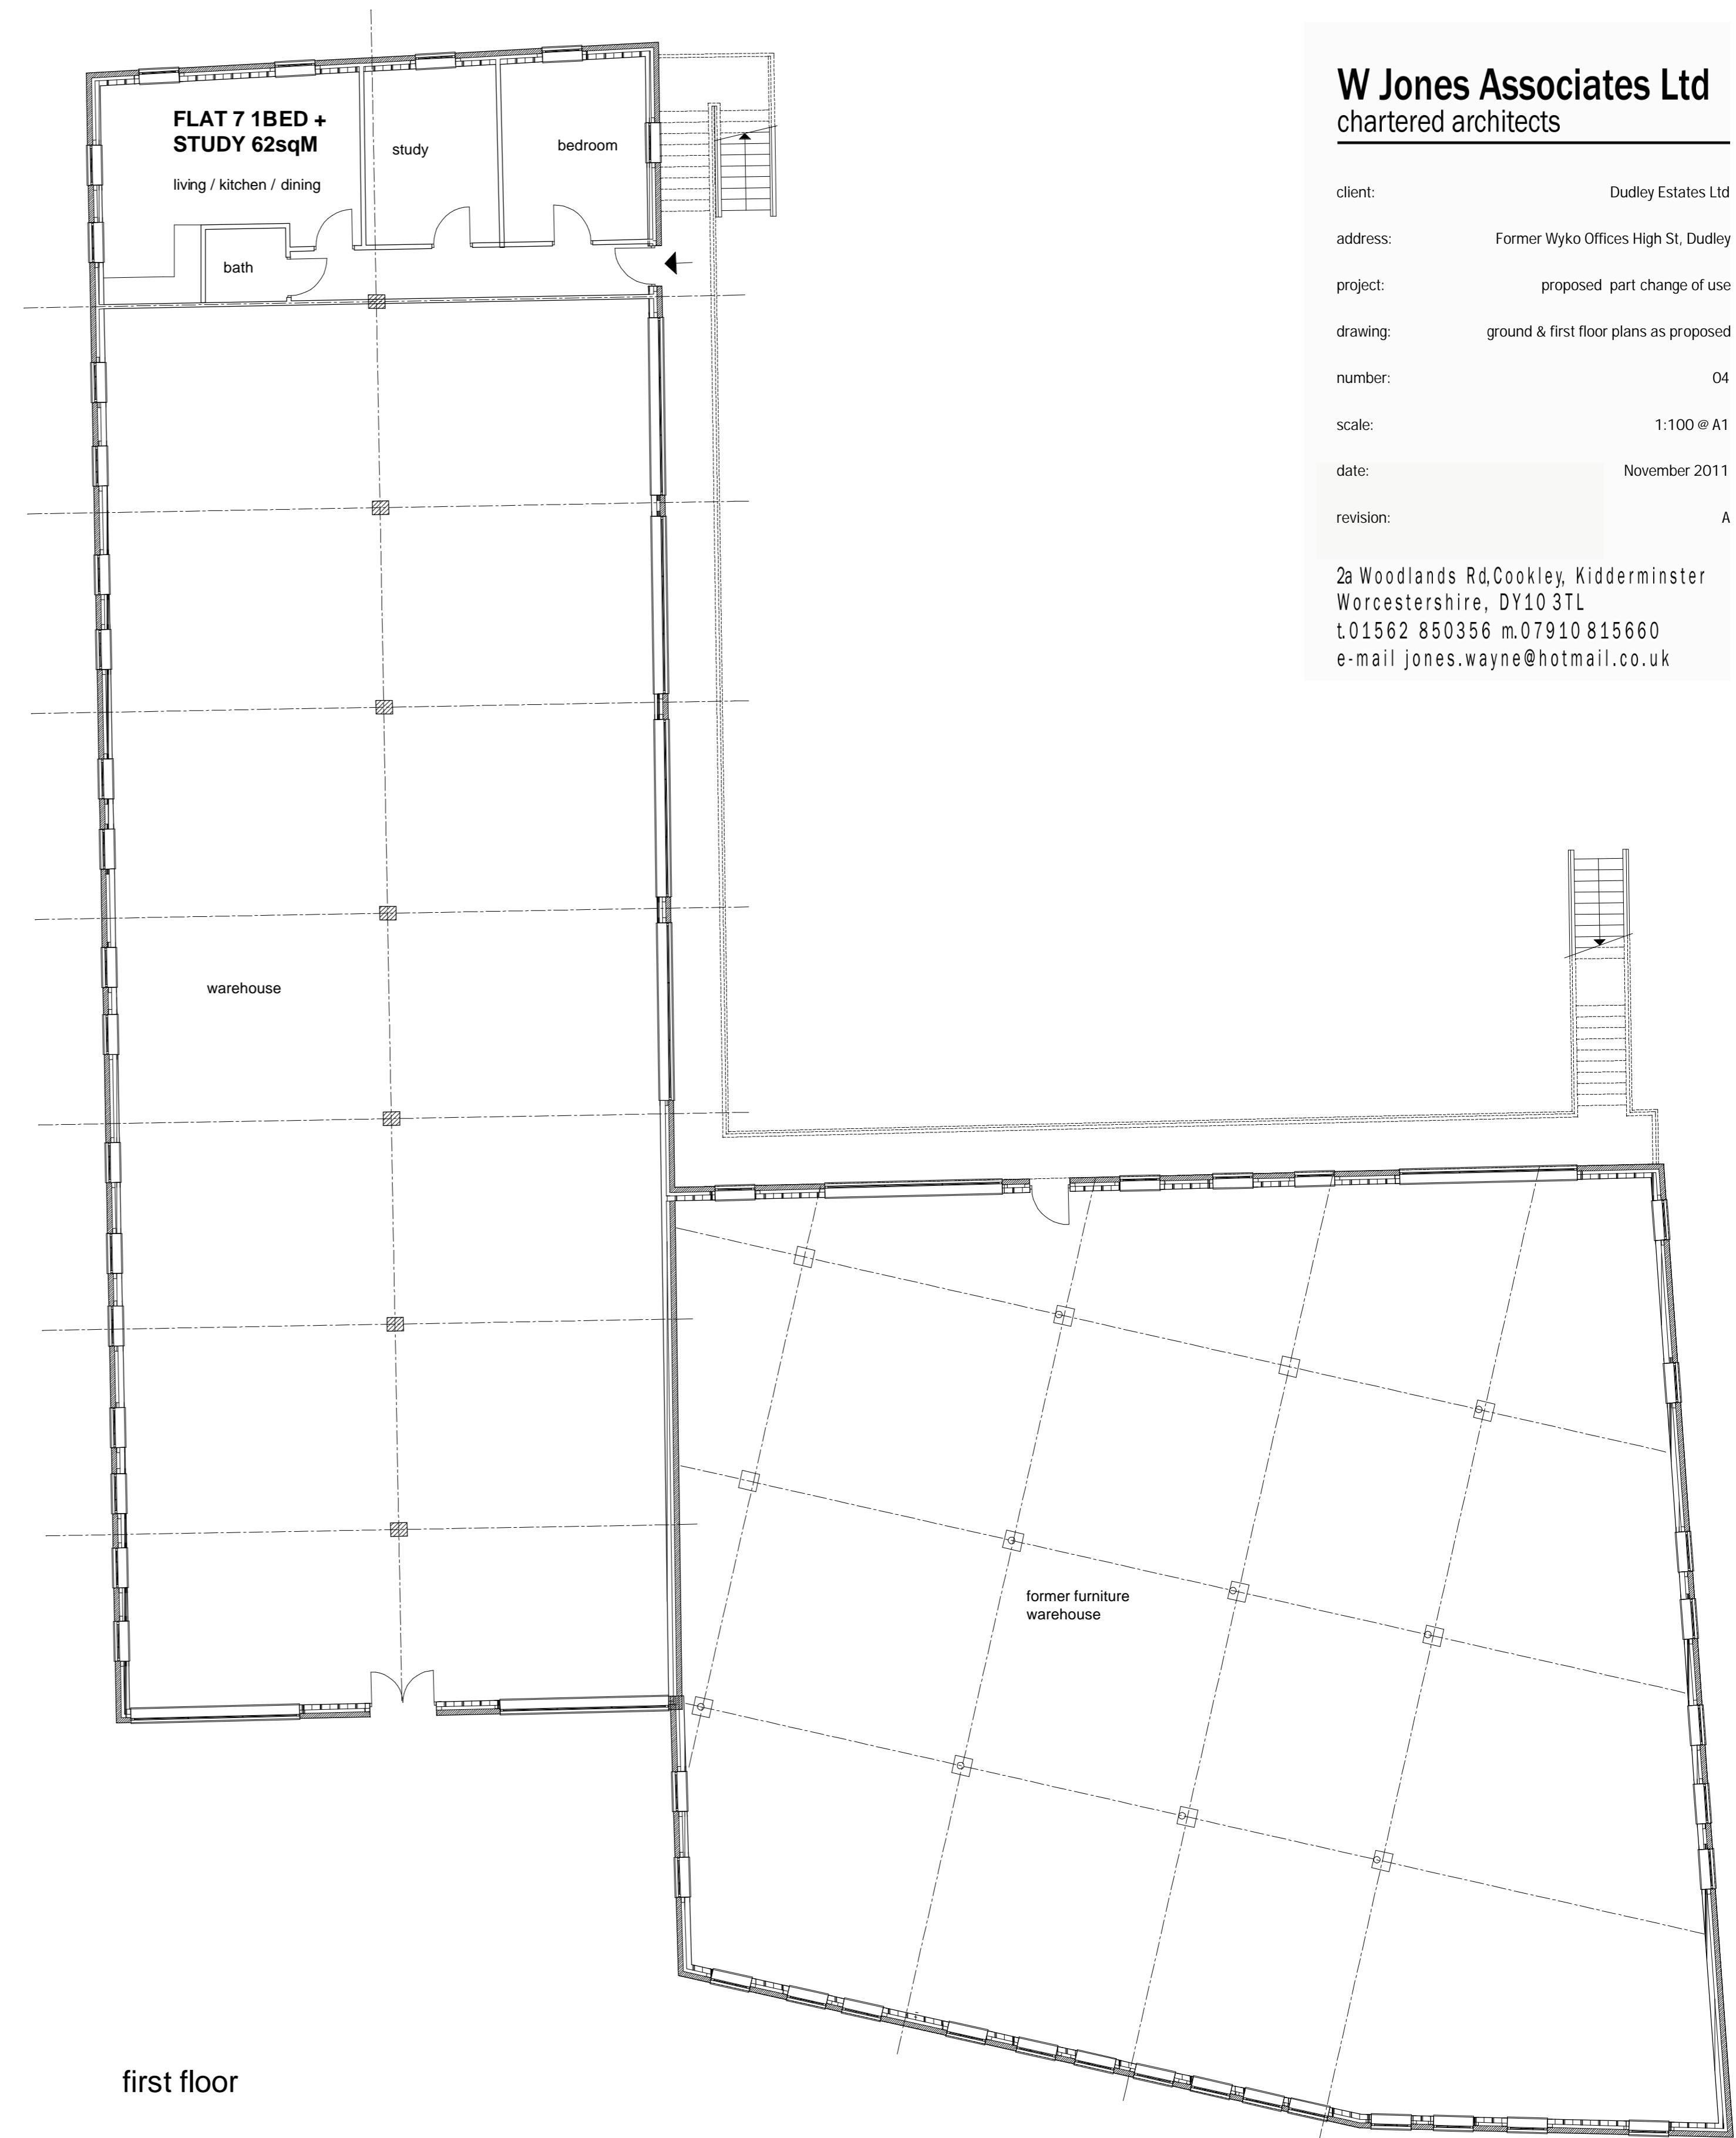 W Jones Associates Ltd
chartered architects
client: Dudley Estates Ltd
address: Former Wyko Offices High St, Dudley
project: proposed part change of use
drawing: ground & first floor plans as proposed
number: 04
scale: 1:100 @ A1
date: November 2011
revision: A
2a Woodlands Rd,Cookley, Kidderminster
Worcestershire, DY10 3TL
t.01562 850356 m.07910 815660
e-mail jones.wayne@hotmail.co.uk
FLAT 7 1BED +
STUDY 62sqM
living / kitchen / dining
study
bedroom
bath
warehouse
former furniture
warehouse
first floor